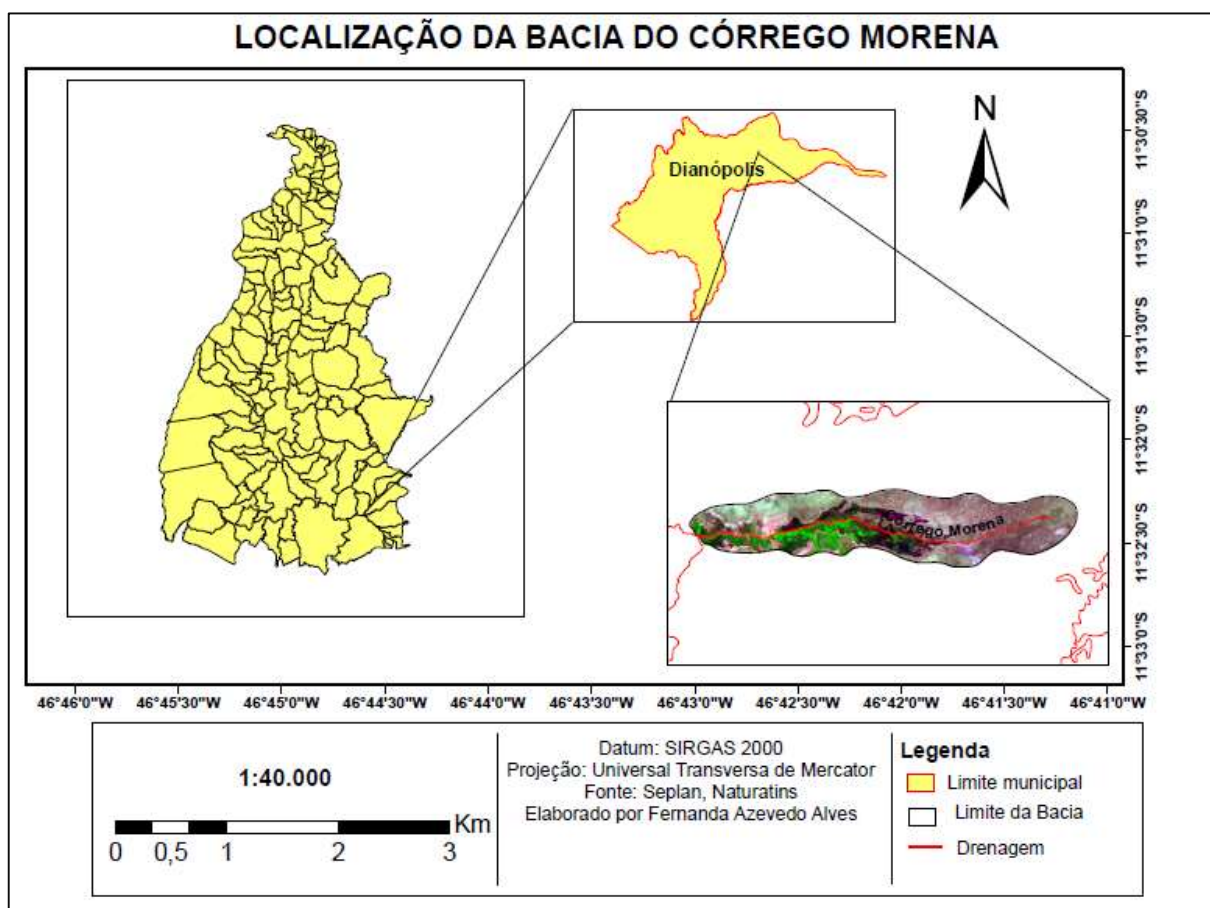 LOCALIZAÇÃO DA BACIA DO CÓRREGO MORENA
N
Dianópolis
Córrego Morena
11°30'30"S
11°31'0"S
11°31'30"S
11°32'0"S
11°32'30"S
11°33'0"S
46°46'0"W 46°45'30"W 46°45'0"W 46°44'30"W 46°44'0"W 46°43'30"W 46°43'0"W 46°42'30"W 46°42'0"W 46°41'30"W 46°41'0"W
1:40.000
Km
0 0,5 1 2 3
Datum: SIRGAS 2000
Projeção: Universal Transversa de Mercator
Fonte: Seplan, Naturatins
Elaborado por Fernanda Azevedo Alves
Legenda
Limite municipal
Limite da Bacia
Drenagem